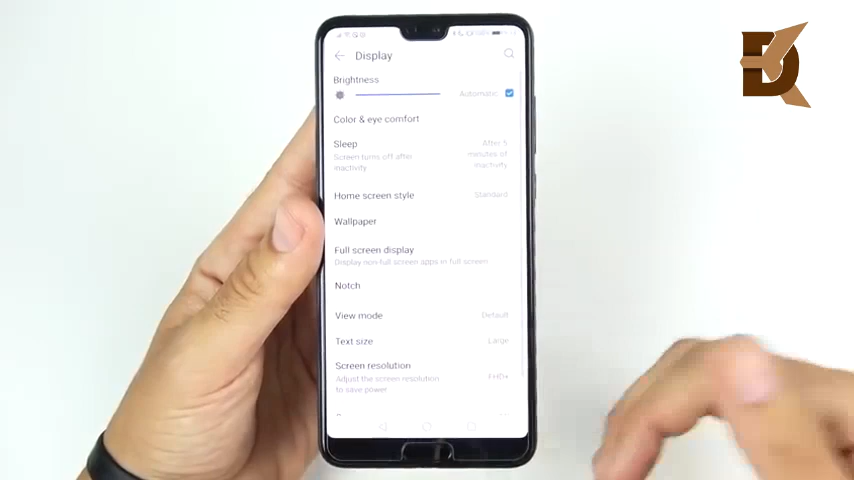 Display
Brightness
Automatic
Color & eye comfort
Sleep
Screen turns off after
inactivity
After 5
minutes of
inactivity
Home screen style
Standard
Wallpaper
Full screen display
Display non-full screen apps in full screen
Notch
View mode
Default
Text size
Large
Screen resolution
Adjust the screen resolution
to save power
FHD+